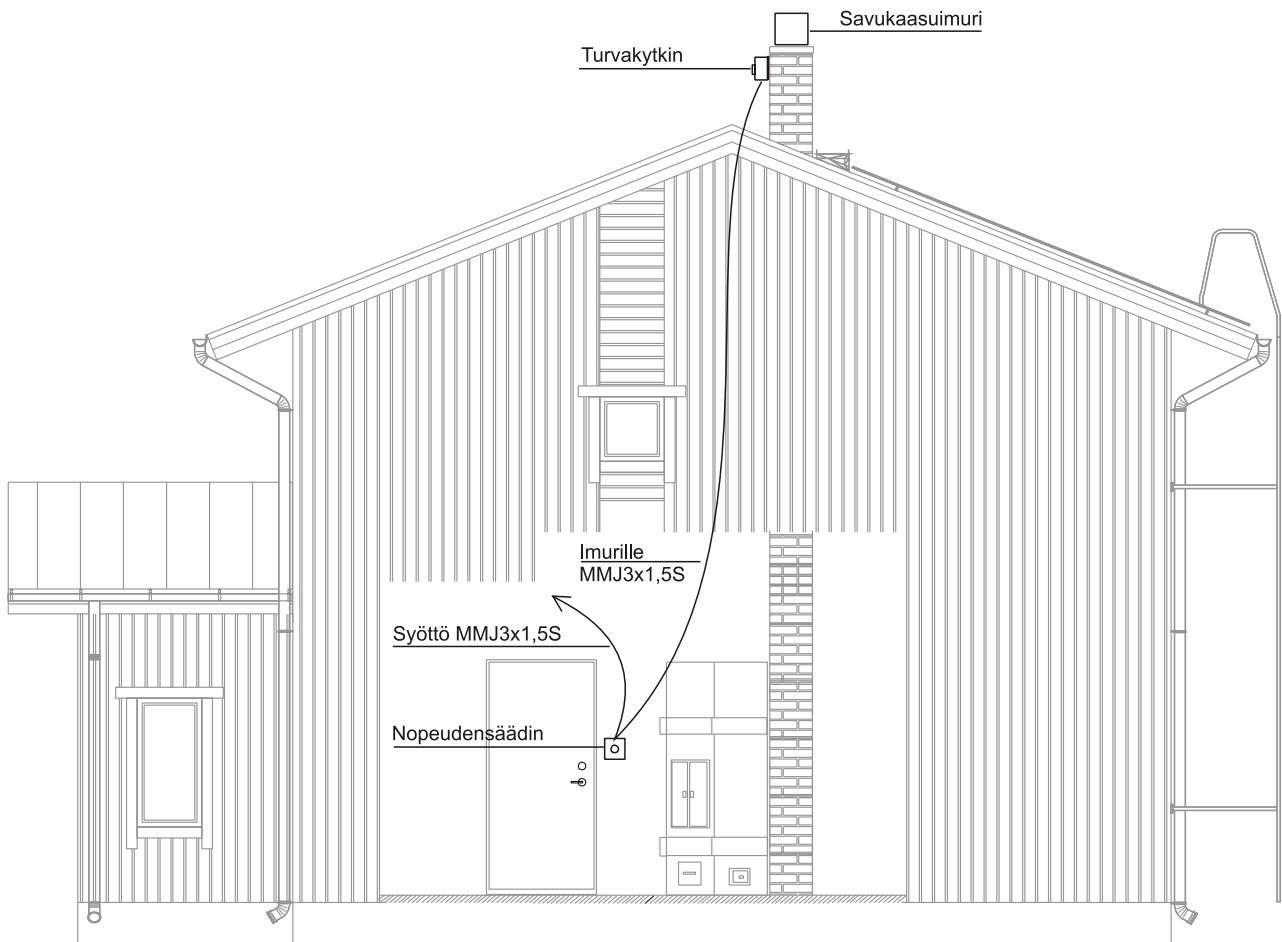 Savukaasuimuri
Turvakytkin
Imurille
MMJ3x1,5S
Syöttö MMJ3x1,5S
Nopeudensäädin